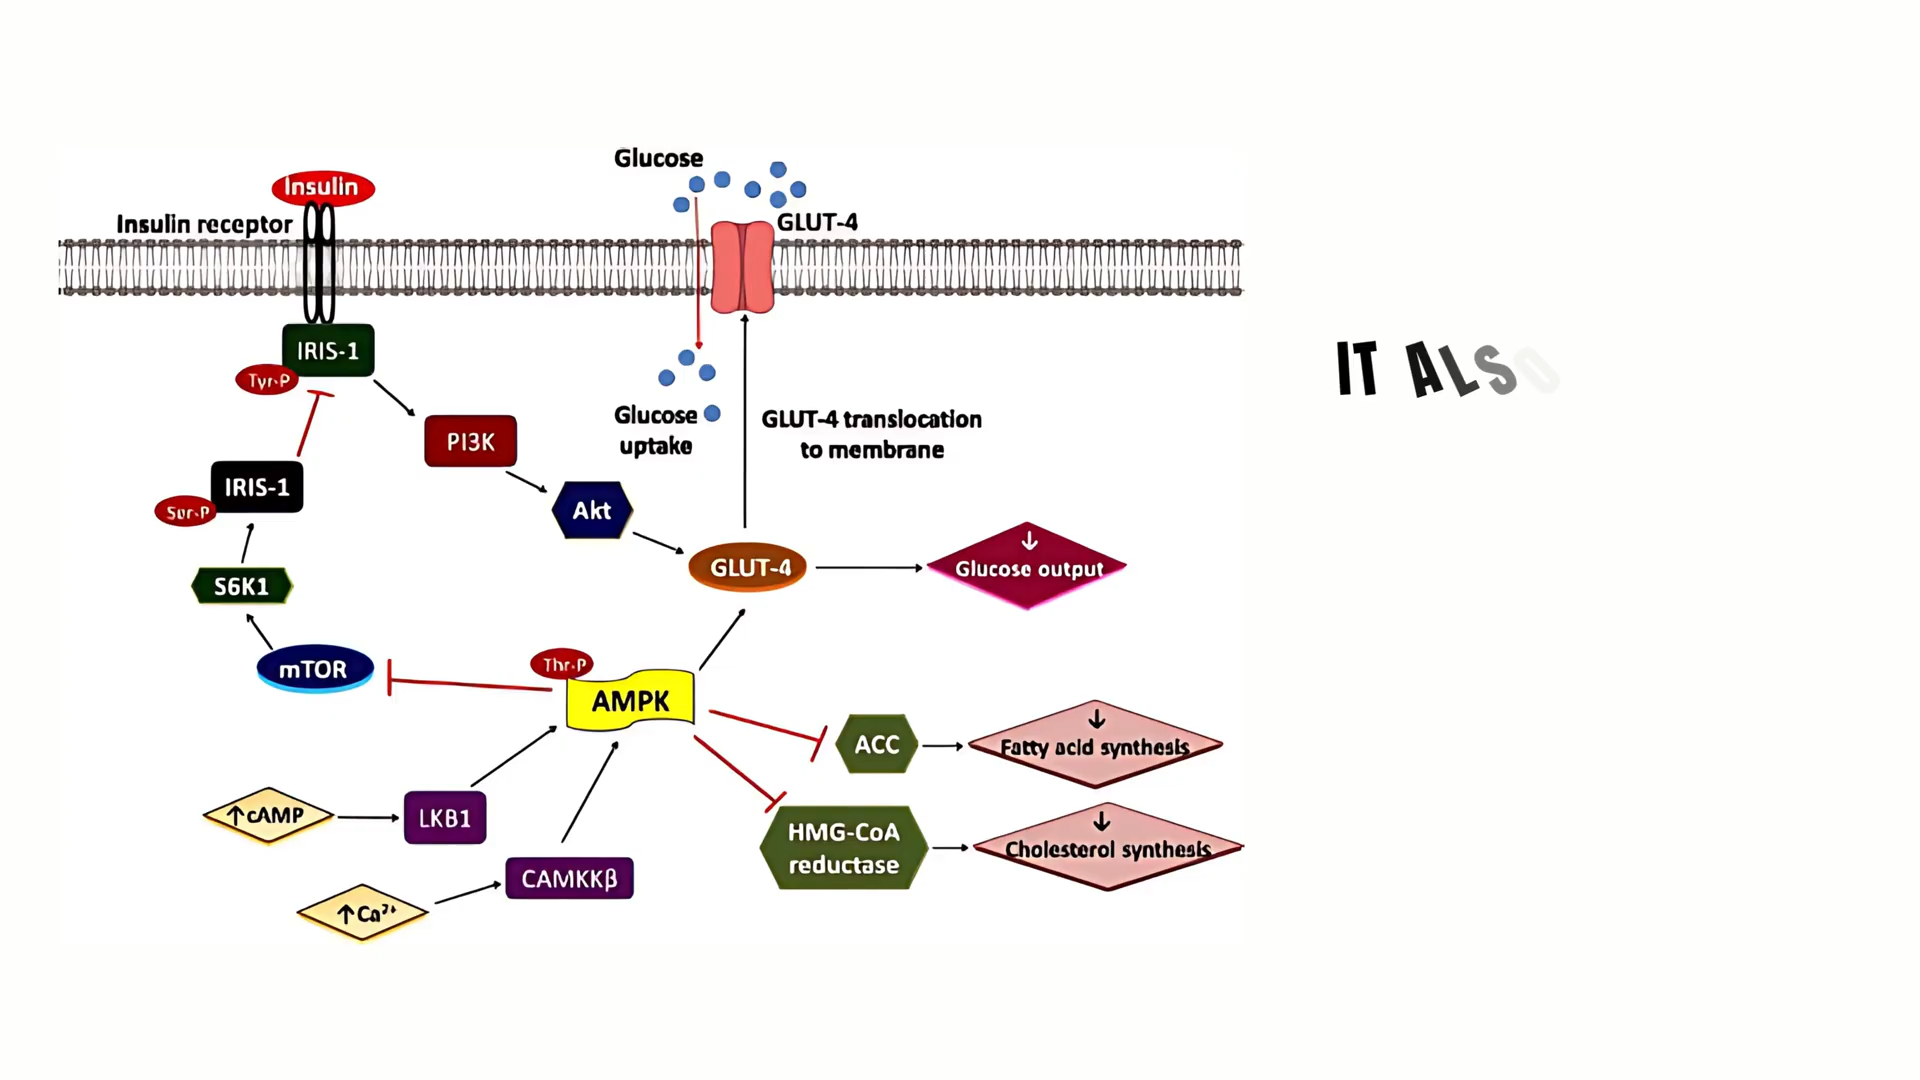 Glucose
Insulin
Insulin receptor
GLUT-4
IRIS-1
Tyr-P
Glucose
uptake
GLUT-4 translocation
to membrane
PI3K
IRIS-1
Ser-P
Akt
S6K1
GLUT-4
↓
Glucose output
mTOR
Thr-P
AMPK
ACC
↓
Fatty acid synthesis
↑cAMP
LKB1
HMG-CoA
reductase
↓
Cholesterol synthesis
CAMKKβ
↑Ca²⁺
IT ALSO